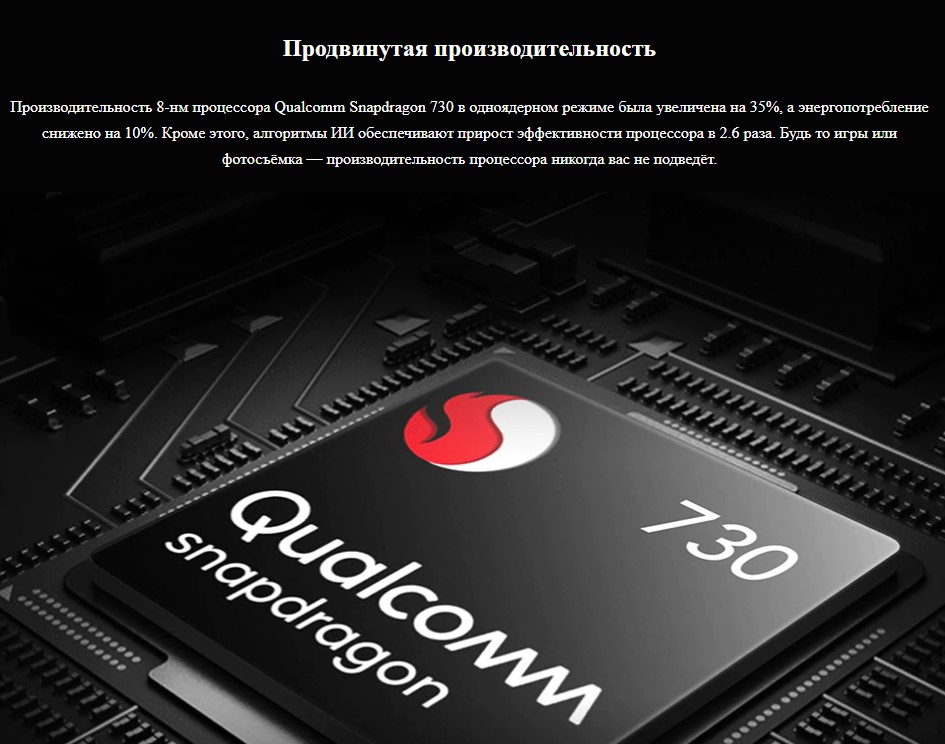 Продвинутая производительность
Производительность 8-нм процессора Qualcomm Snapdragon 730 в одноядерном режиме была увеличена на 35%, а энергопотребление
снижено на 10%. Кроме этого, алгоритмы ИИ обеспечивают прирост эффективности процессора в 2.6 раза. Будь то игры или
фотосъёмка — производительность процессора никогда вас не подведёт.
730
Qualcomm
snapdragon